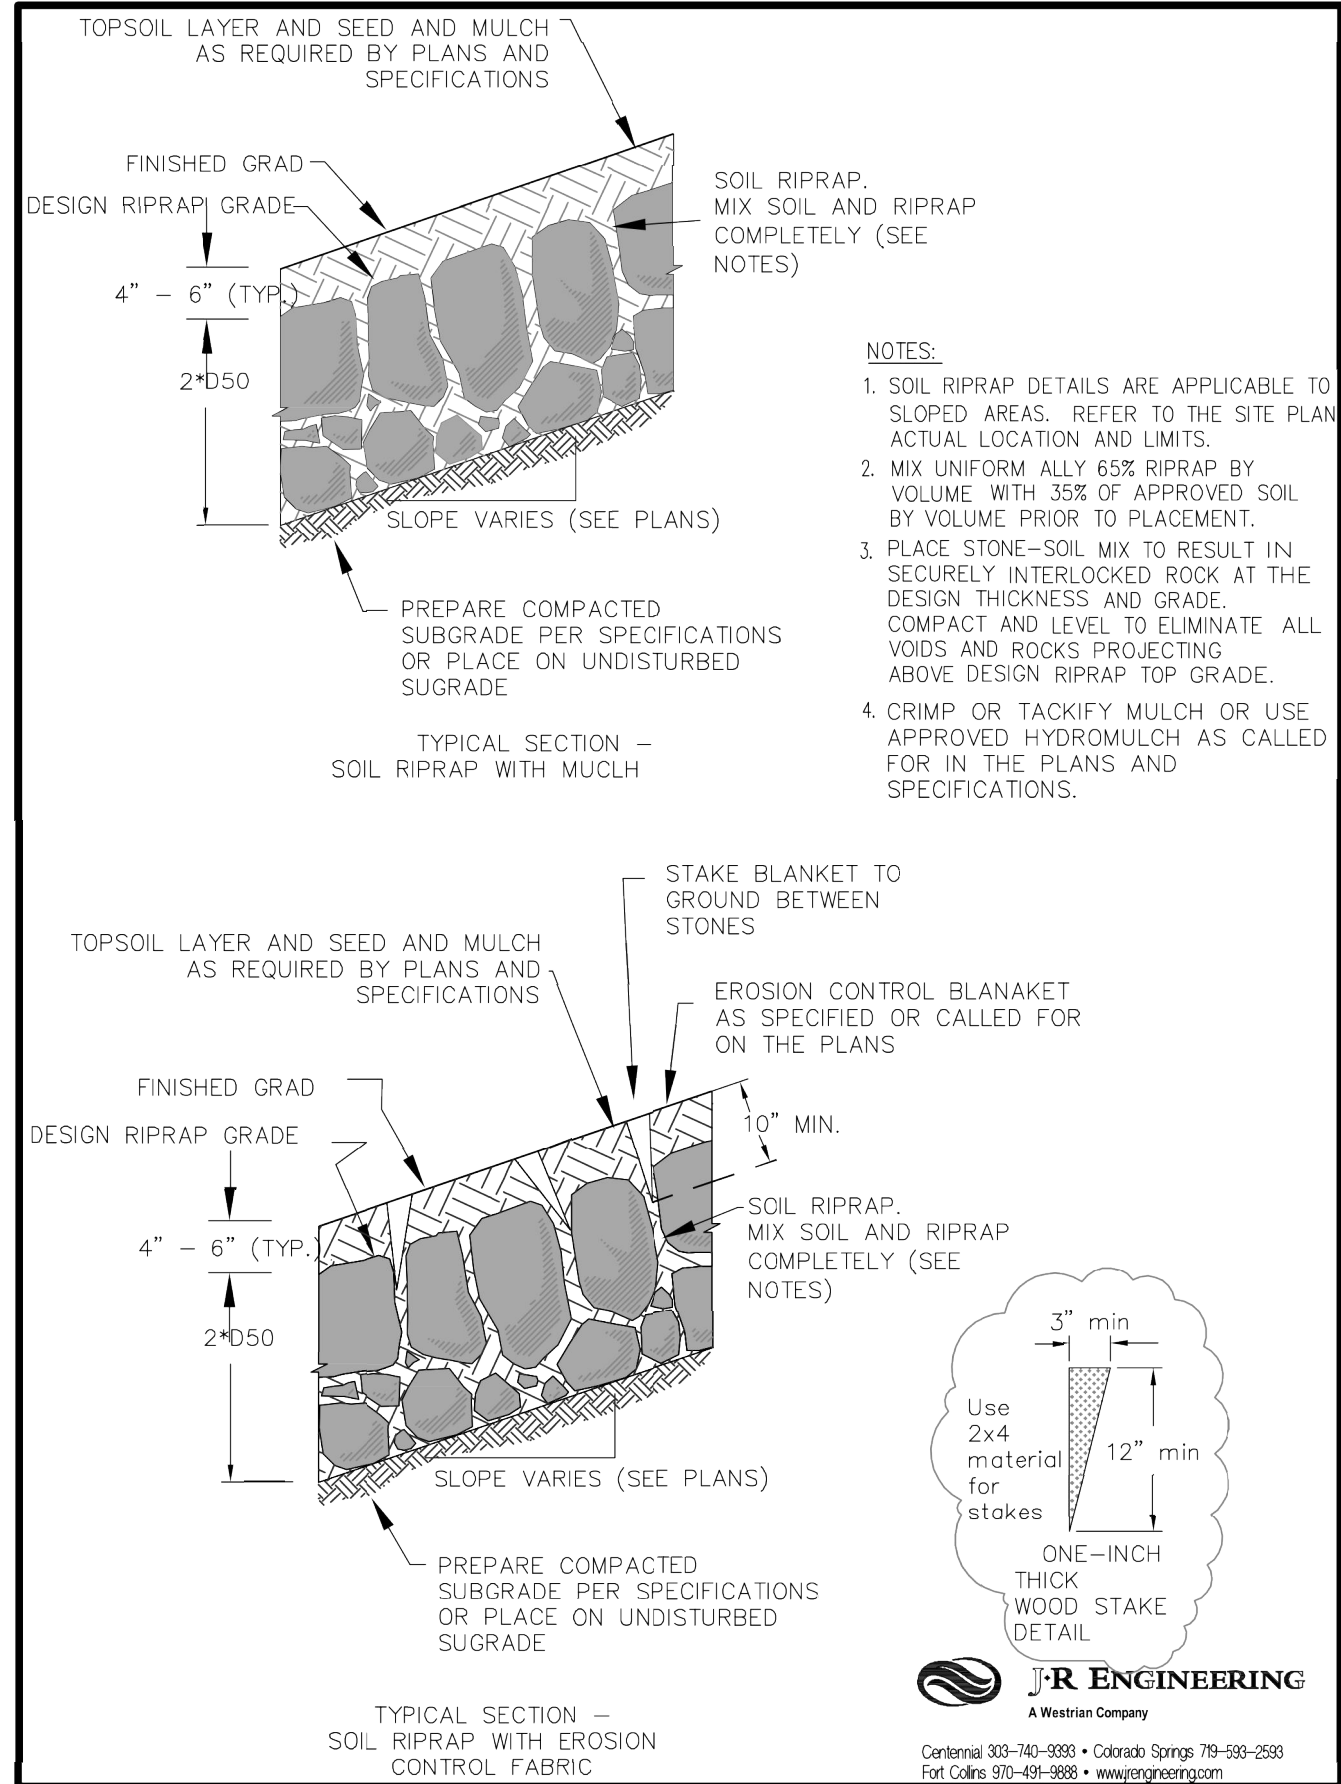 TOPSOIL LAYER AND SEED AND MULCH
AS REQUIRED BY PLANS AND
SPECIFICATIONS
FINISHED GRAD
DESIGN RIPRAP GRADE
4" - 6" (TYP.)
2*D50
SOIL RIPRAP.
MIX SOIL AND RIPRAP
COMPLETELY (SEE
NOTES)
SLOPE VARIES (SEE PLANS)
PREPARE COMPACTED
SUBGRADE PER SPECIFICATIONS
OR PLACE ON UNDISTURBED
SUGRADE
TYPICAL SECTION –
SOIL RIPRAP WITH MUCLH
NOTES:
1. SOIL RIPRAP DETAILS ARE APPLICABLE TO
SLOPED AREAS. REFER TO THE SITE PLAN
ACTUAL LOCATION AND LIMITS.
2. MIX UNIFORM ALLY 65% RIPRAP BY
VOLUME WITH 35% OF APPROVED SOIL
BY VOLUME PRIOR TO PLACEMENT.
3. PLACE STONE–SOIL MIX TO RESULT IN
SECURELY INTERLOCKED ROCK AT THE
DESIGN THICKNESS AND GRADE.
COMPACT AND LEVEL TO ELIMINATE ALL
VOIDS AND ROCKS PROJECTING
ABOVE DESIGN RIPRAP TOP GRADE.
4. CRIMP OR TACKIFY MULCH OR USE
APPROVED HYDROMULCH AS CALLED
FOR IN THE PLANS AND
SPECIFICATIONS.
STAKE BLANKET TO
GROUND BETWEEN
STONES
TOPSOIL LAYER AND SEED AND MULCH
AS REQUIRED BY PLANS AND
SPECIFICATIONS
EROSION CONTROL BLANAKET
AS SPECIFIED OR CALLED FOR
ON THE PLANS
FINISHED GRAD
DESIGN RIPRAP GRADE
10" MIN.
4" - 6" (TYP.)
2*D50
SOIL RIPRAP.
MIX SOIL AND RIPRAP
COMPLETELY (SEE
NOTES)
SLOPE VARIES (SEE PLANS)
PREPARE COMPACTED
SUBGRADE PER SPECIFICATIONS
OR PLACE ON UNDISTURBED
SUGRADE
TYPICAL SECTION –
SOIL RIPRAP WITH EROSION
CONTROL FABRIC
3" min
Use
2x4
material
for
stakes
12" min
ONE–INCH
THICK
WOOD STAKE
DETAIL
J·R ENGINEERING
A Westrian Company
Centennial 303–740–9393 • Colorado Springs 719–593–2593
Fort Collins 970–491–9888 • www.jrengineering.com